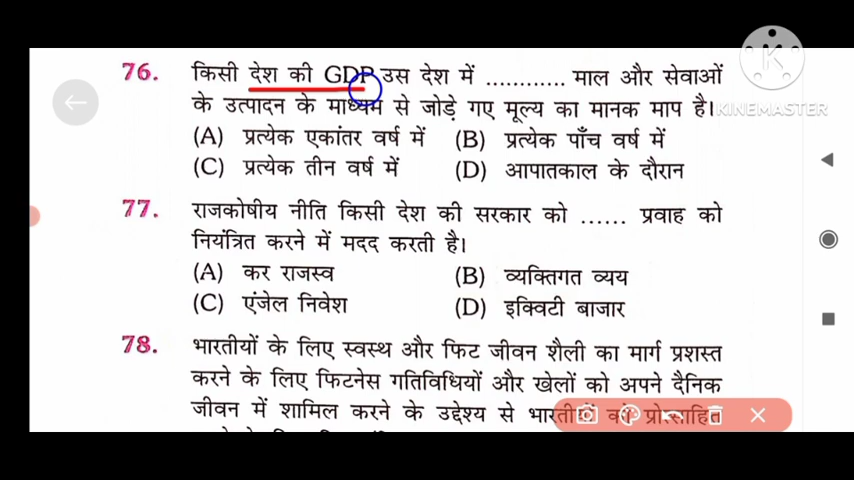 76. किसी देश की GDP उस देश में ............. माल और सेवाओं
के उत्पादन के माध्यम से जोड़े गए मूल्य का मानक माप है।
(A) प्रत्येक एकांतर वर्ष में (B) प्रत्येक पाँच वर्ष में
(C) प्रत्येक तीन वर्ष में (D) आपातकाल के दौरान
77. राजकोषीय नीति किसी देश की सरकार को ...... प्रवाह को
नियंत्रित करने में मदद करती है।
(A) कर राजस्व (B) व्यक्तिगत व्यय
(C) एंजेल निवेश (D) इक्विटी बाजार
78. भारतीयों के लिए स्वस्थ और फिट जीवन शैली का मार्ग प्रशस्त
करने के लिए फिटनेस गतिविधियों और खेलों को अपने दैनिक
जीवन में शामिल करने के उद्देश्य से भारतीयों को प्रोत्साहित
KINEMASTER